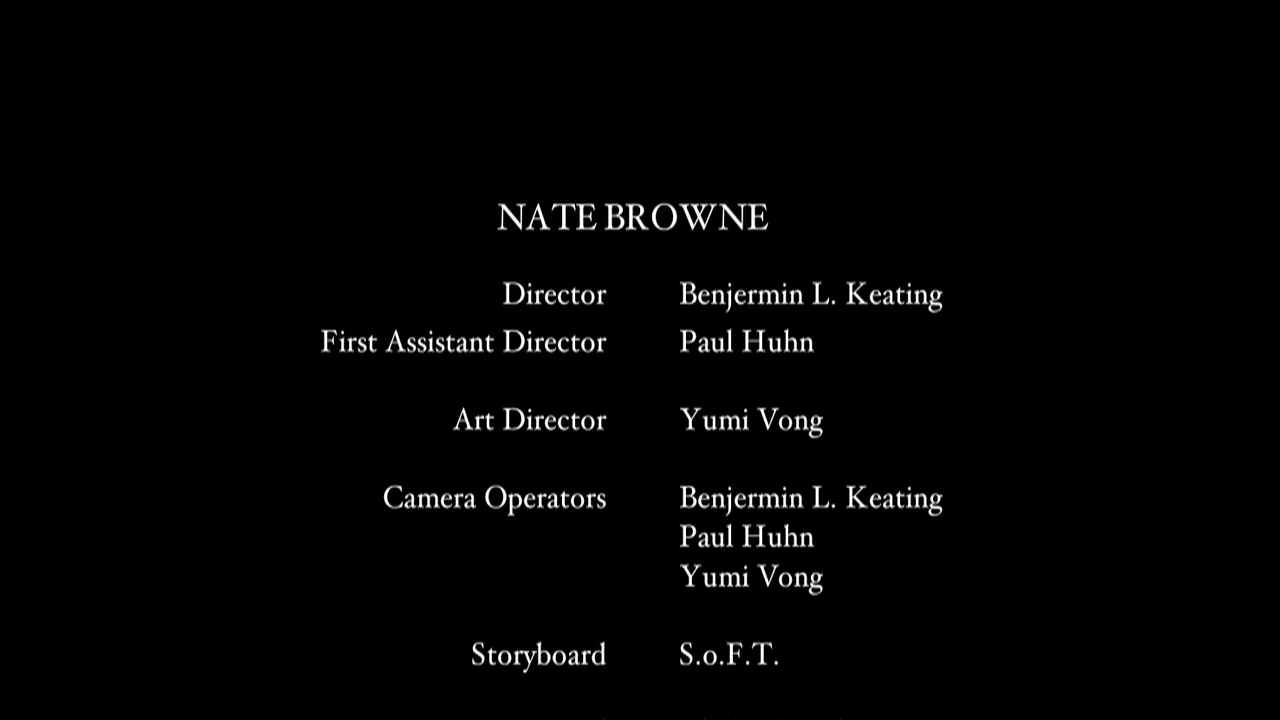 NATE BROWNE
Director Benjermin L. Keating
First Assistant Director Paul Huhn
Art Director Yumi Vong
Camera Operators Benjermin L. Keating
Paul Huhn
Yumi Vong
Storyboard S.o.F.T.